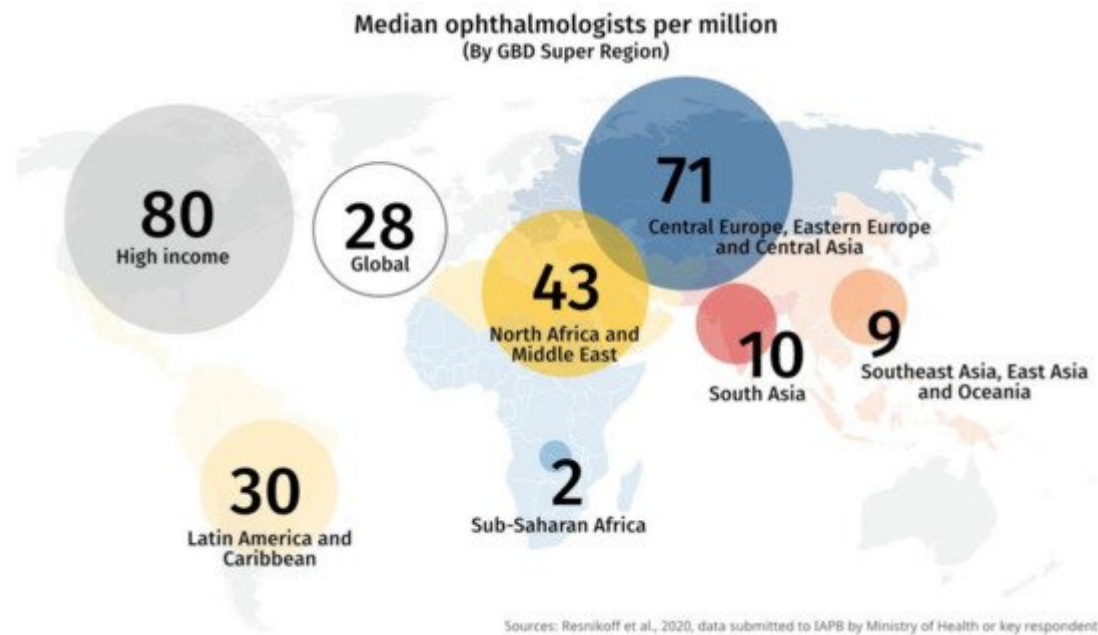 Median ophthalmologists per million
(By GBD Super Region)
80
High income
28
Global
71
Central Europe, Eastern Europe
and Central Asia
43
North Africa and
Middle East
10
South Asia
9
Southeast Asia, East Asia
and Oceania
30
Latin America and
Caribbean
2
Sub-Saharan Africa
Sources: Resnikoff et al., 2020, data submitted to IAPB by Ministry of Health or key respondent